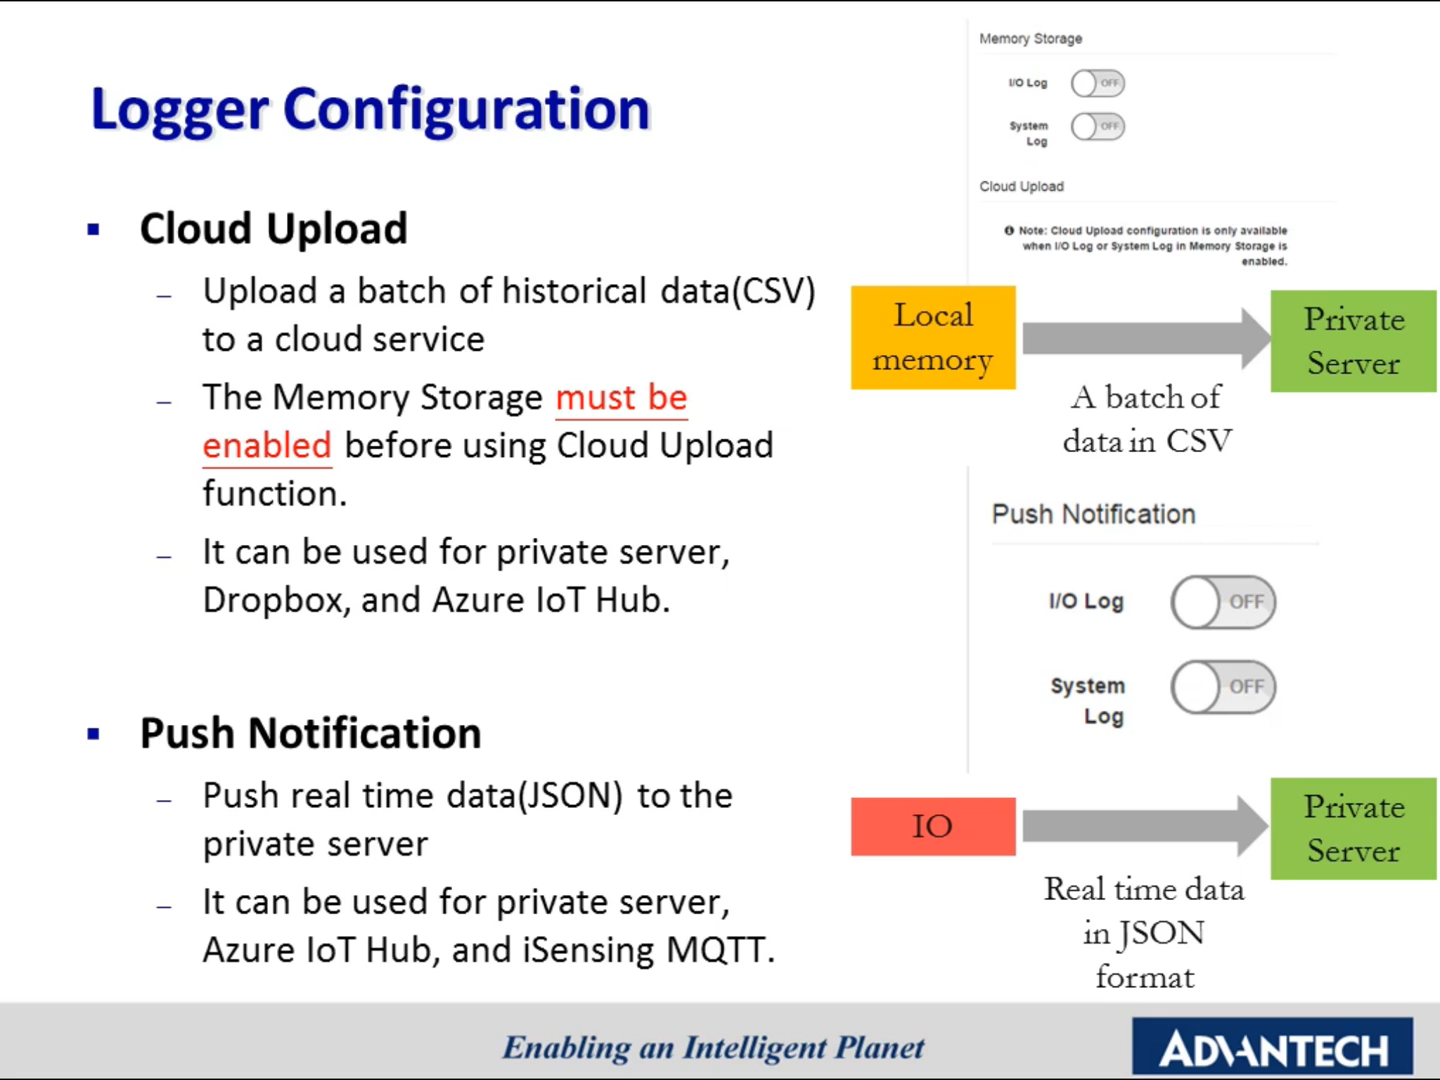 Logger Configuration
Cloud Upload
Upload a batch of historical data(CSV)
to a cloud service
The Memory Storage must be
enabled before using Cloud Upload
function.
It can be used for private server,
Dropbox, and Azure IoT Hub.
Push Notification
Push real time data(JSON) to the
private server
It can be used for private server,
Azure IoT Hub, and iSensing MQTT.
Memory Storage
I/O Log OFF
System OFF
Log
Cloud Upload
Note: Cloud Upload configuration is only available
when I/O Log or System Log in Memory Storage is
enabled.
Local
memory
Private
Server
A batch of
data in CSV
Push Notification
I/O Log OFF
System OFF
Log
IO
Private
Server
Real time data
in JSON
format
Enabling an Intelligent Planet
ADVANTECH